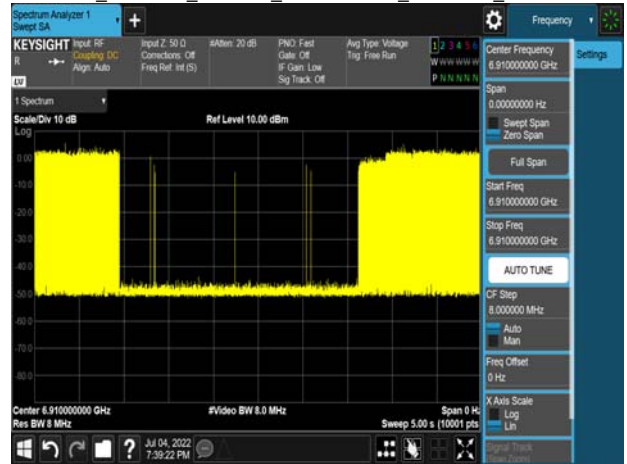 Spectrum Analyzer 1
Swept SA
+
Frequency
KEYSIGHT
R
LXI
Input: RF
Coupling: DC
Align: Auto
Input Z: 50 Ω
Corrections: Off
Freq Ref: Int (S)
#Atten: 20 dB
PNO: Fast
Gate: Off
IF Gain: Low
Sig Track: Off
Avg Type: Voltage
Trig: Free Run
1 2 3 4 5 6
W W W W W W
P N N N N N
Center Frequency
6.910000000 GHz
Settings
Span
0.00000000 Hz
Swept Span
Zero Span
Full Span
Start Freq
6.910000000 GHz
Stop Freq
6.910000000 GHz
AUTO TUNE
CF Step
8.000000 MHz
Auto
Man
Freq Offset
0 Hz
X Axis Scale
Log
Lin
Signal Track
(Span Zoom)
1 Spectrum
Scale/Div 10 dB
Ref Level 10.00 dBm
Log
0.00
-10.0
-20.0
-30.0
-40.0
-50.0
-60.0
-70.0
-80.0
Center 6.910000000 GHz
#Video BW 8.0 MHz
Span 0 Hz
Res BW 8 MHz
Sweep 5.00 s (10001 pts
?
Jul 04, 2022
7:39:22 PM